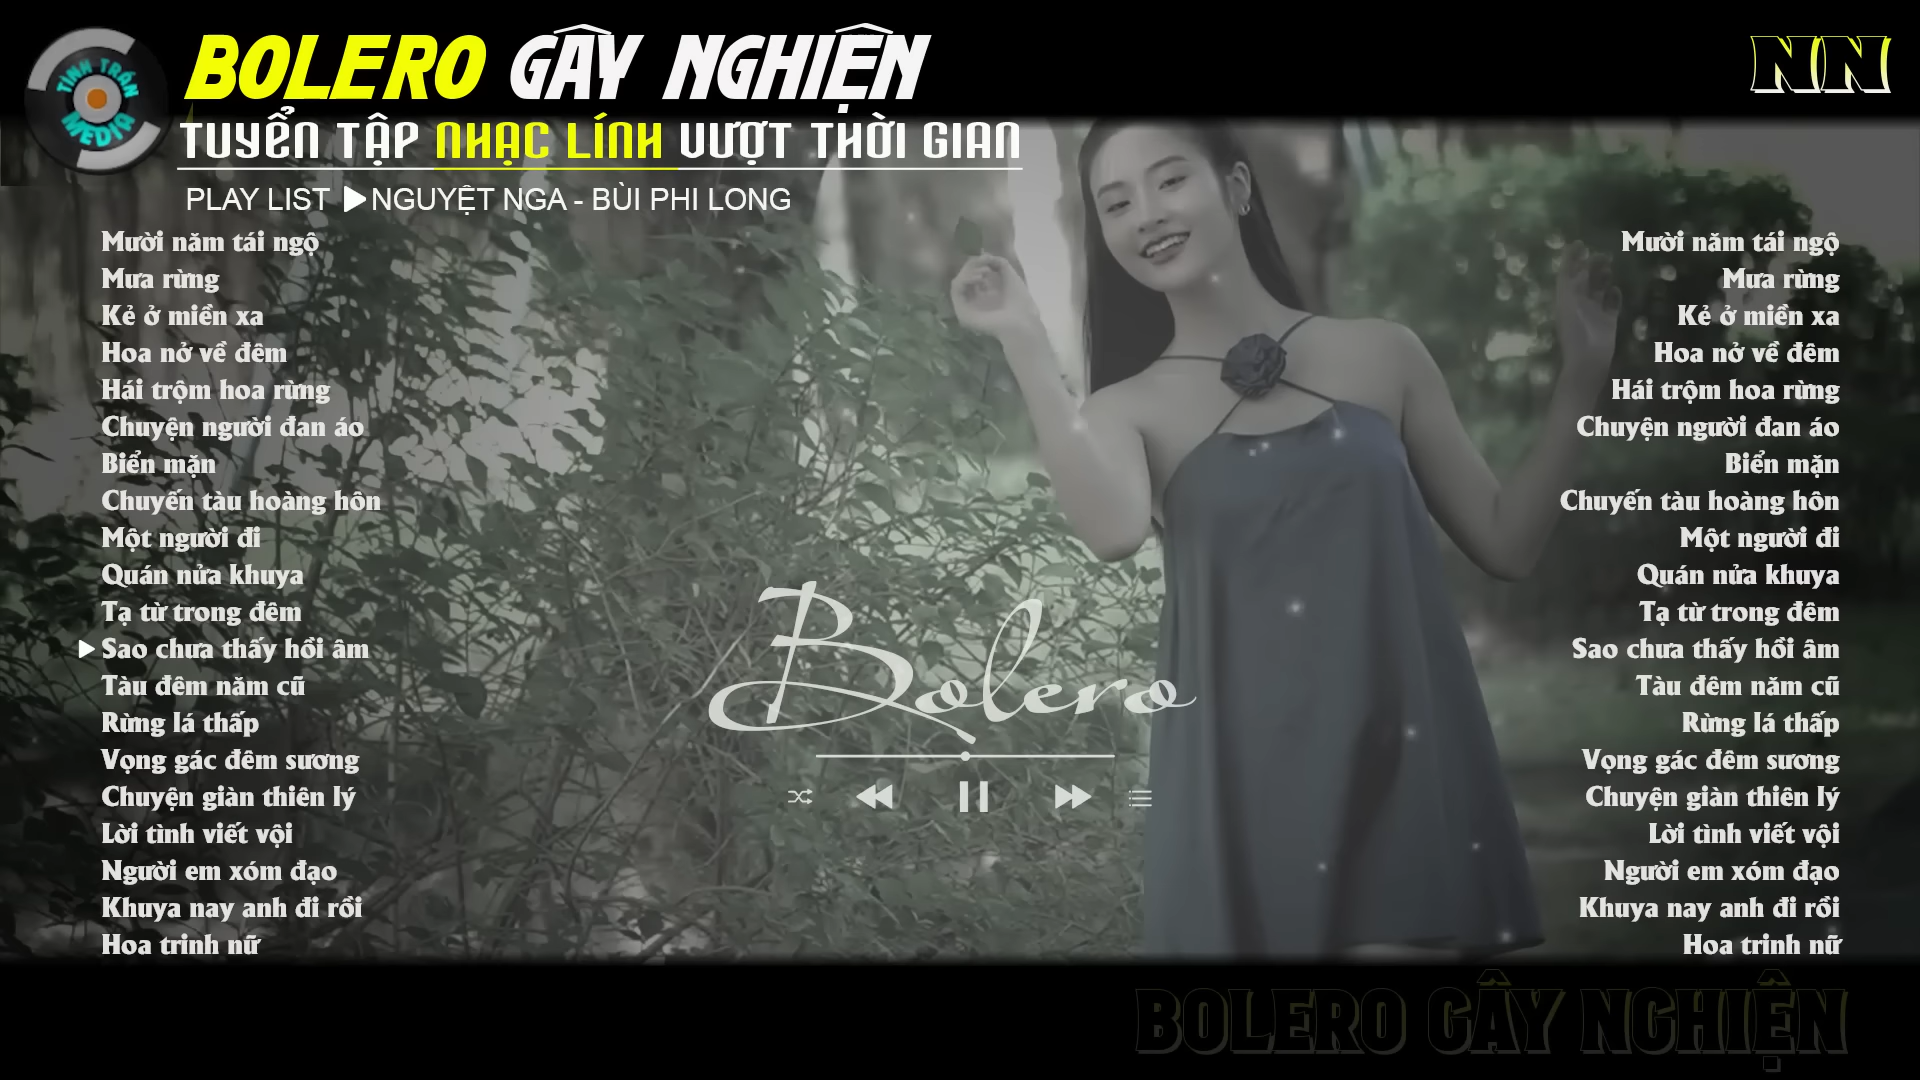 TÌNH TRẦN
MEDIA
BOLERO GÂY NGHIỆN
NN
TUYỂN TẬP NHẠC LÍNH VƯỢT THỜI GIAN
PLAY LIST NGUYỆT NGA - BÙI PHI LONG
Mười năm tái ngộ
Mưa rừng
Kẻ ở miền xa
Hoa nở về đêm
Hái trộm hoa rừng
Chuyện người đan áo
Biển mặn
Chuyến tàu hoàng hôn
Một người đi
Quán nửa khuya
Tạ từ trong đêm
Sao chưa thấy hồi âm
Tàu đêm năm cũ
Rừng lá thấp
Vọng gác đêm sương
Chuyện giàn thiên lý
Lời tình viết vội
Người em xóm đạo
Khuya nay anh đi rồi
Hoa trinh nữ
Mười năm tái ngộ
Mưa rừng
Kẻ ở miền xa
Hoa nở về đêm
Hái trộm hoa rừng
Chuyện người đan áo
Biển mặn
Chuyến tàu hoàng hôn
Một người đi
Quán nửa khuya
Tạ từ trong đêm
Sao chưa thấy hồi âm
Tàu đêm năm cũ
Rừng lá thấp
Vọng gác đêm sương
Chuyện giàn thiên lý
Lời tình viết vội
Người em xóm đạo
Khuya nay anh đi rồi
Hoa trinh nữ
Bolero
BOLERO GÂY NGHIỆN